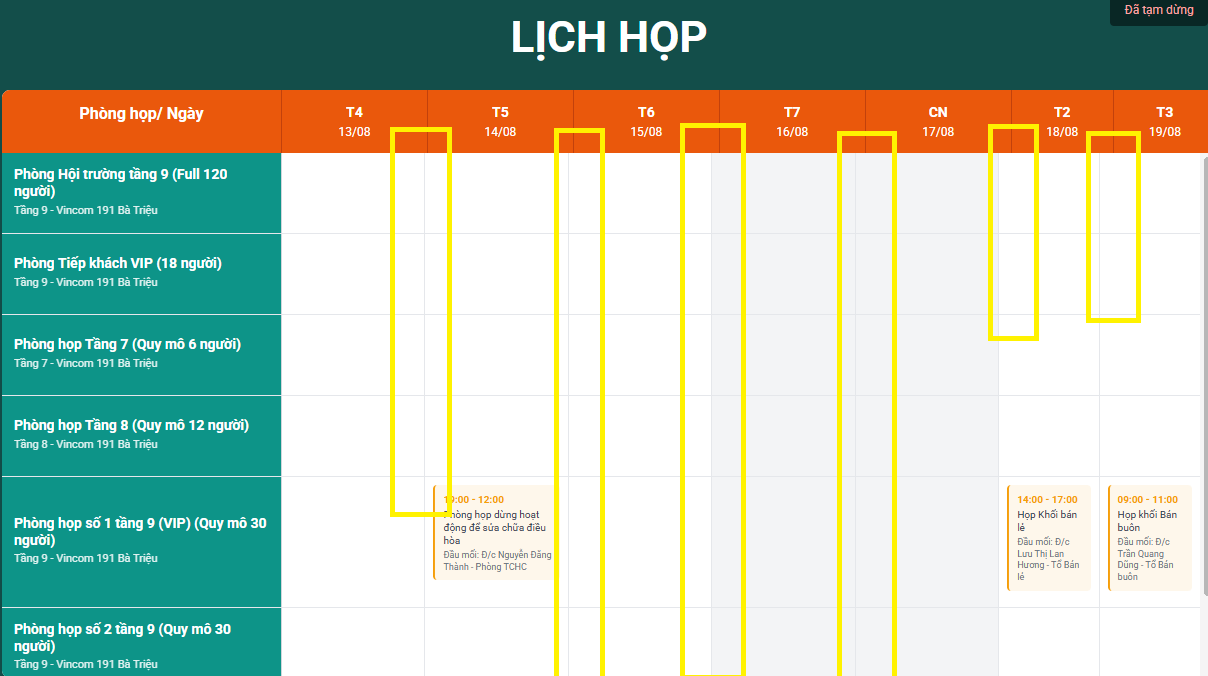 Đã tạm dừng
LỊCH HỌP
Phòng họp/ Ngày
T4
13/08
T5
14/08
T6
15/08
T7
16/08
CN
17/08
T2
18/08
T3
19/08
Phòng Hội trường tầng 9 (Full 120
người)
Tầng 9 - Vincom 191 Bà Triệu
Phòng Tiếp khách VIP (18 người)
Tầng 9 - Vincom 191 Bà Triệu
Phòng họp Tầng 7 (Quy mô 6 người)
Tầng 7 - Vincom 191 Bà Triệu
Phòng họp Tầng 8 (Quy mô 12 người)
Tầng 8 - Vincom 191 Bà Triệu
Phòng họp số 1 tầng 9 (VIP) (Quy mô 30
người)
Tầng 9 - Vincom 191 Bà Triệu
- 12:00
Phòng họp dừng hoạt
động để sửa chữa điều
hòa
Đầu mối: Đ/c Nguyễn Đăng
Thành - Phòng TCHC
14:00 - 17:00
Họp Khối bán
lẻ
Đầu mối: Đ/c
Lưu Thị Lan
Hương - Tổ Bán
lẻ
09:00 - 11:00
Họp khối Bán
buôn
Đầu mối: Đ/c
Trần Quang
Dũng - Tổ Bán
buôn
Phòng họp số 2 tầng 9 (Quy mô 30
người)
Tầng 9 - Vincom 191 Bà Triệu